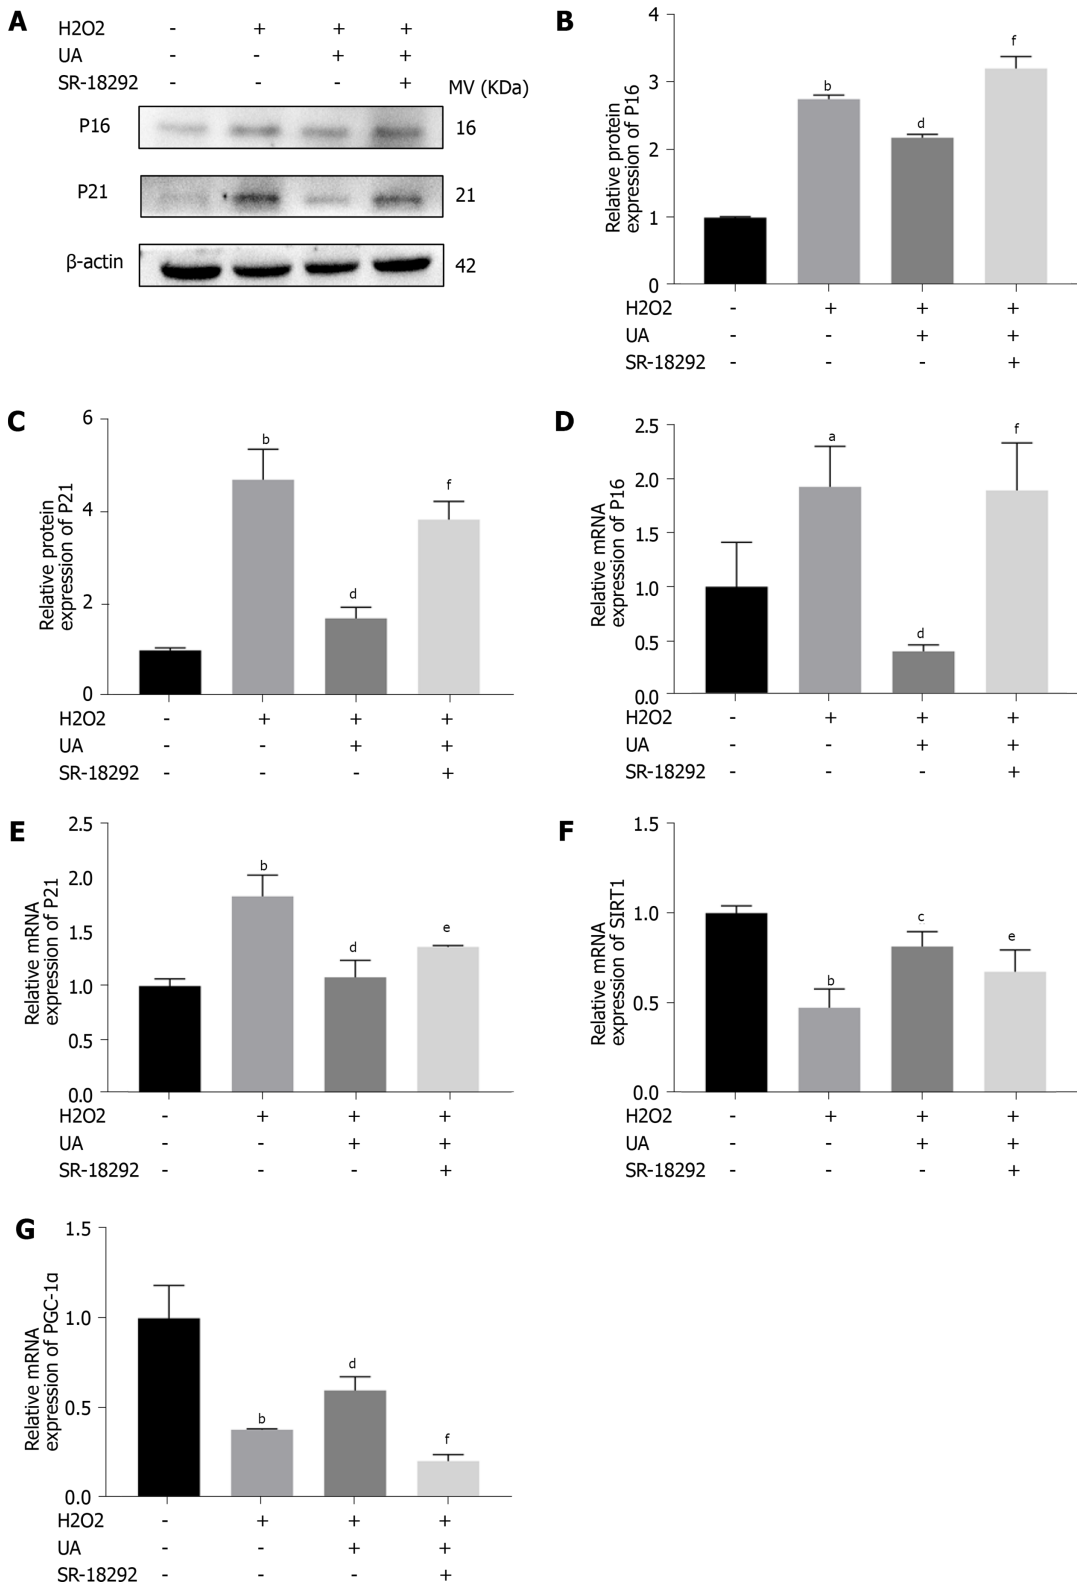 A
H2O2 - + + +
UA - - + +
SR-18292 - - - +
MV (KDa)
P16 16
P21 21
β-actin 42
B
Relative protein
expression of P16
4
3
2
1
0
b
d
f
H2O2 - + + +
UA - - + +
SR-18292 - - - +
C
Relative protein
expression of P21
6
4
2
0
b
d
f
H2O2 - + + +
UA - - + +
SR-18292 - - - +
D
Relative mRNA
expression of P16
2.5
2.0
1.5
1.0
0.5
0.0
a
d
f
H2O2 - + + +
UA - - + +
SR-18292 - - - +
E
Relative mRNA
expression of P21
2.5
2.0
1.5
1.0
0.5
0.0
b
d
e
H2O2 - + + +
UA - - + +
SR-18292 - - - +
F
Relative mRNA
expression of SIRT1
1.5
1.0
0.5
0.0
b
c
e
H2O2 - + + +
UA - - + +
SR-18292 - - - +
G
Relative mRNA
expression of PGC-1α
1.5
1.0
0.5
0.0
b
d
f
H2O2 - + + +
UA - - + +
SR-18292 - - - +